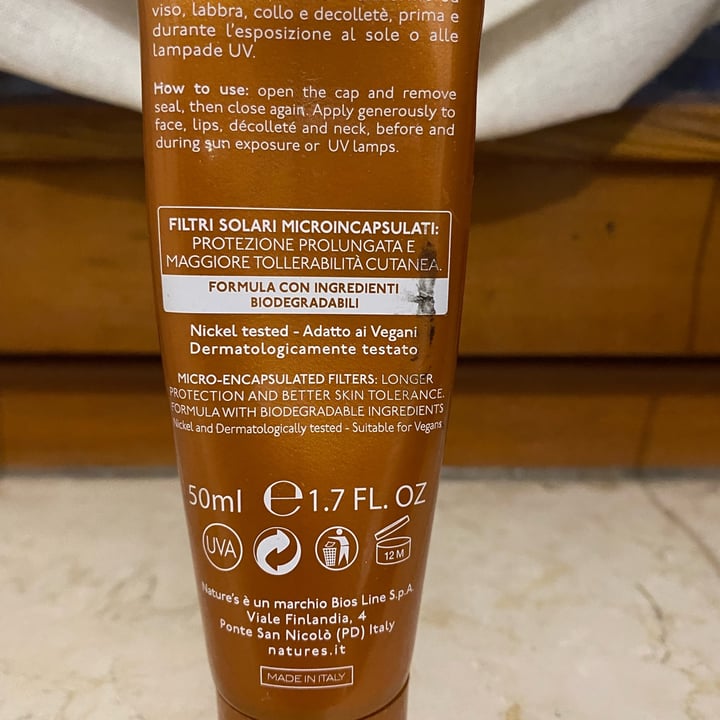 viso, labbra, collo e decolletè, prima e
durante l'esposizione al sole o alle
lampade UV.
How to use: open the cap and remove
seal, then close again. Apply generously to
face, lips, décolleté and neck, before and
during sun exposure or UV lamps.
FILTRI SOLARI MICROINCAPSULATI:
PROTEZIONE PROLUNGATA E
MAGGIORE TOLLERABILITÀ CUTANEA.
FORMULA CON INGREDIENTI
BIODEGRADABILI
Nickel tested - Adatto ai Vegani
Dermatologicamente testato
MICRO-ENCAPSULATED FILTERS: LONGER
PROTECTION AND BETTER SKIN TOLERANCE.
FORMULA WITH BIODEGRADABLE INGREDIENTS
Nickel and Dermatologically tested - Suitable for Vegans
50ml e 1.7 FL. OZ
UVA
12 M
Nature's è un marchio Bios Line S.p.A.
Viale Finlandia, 4
Ponte San Nicolò (PD) Italy
natures.it
MADE IN ITALY